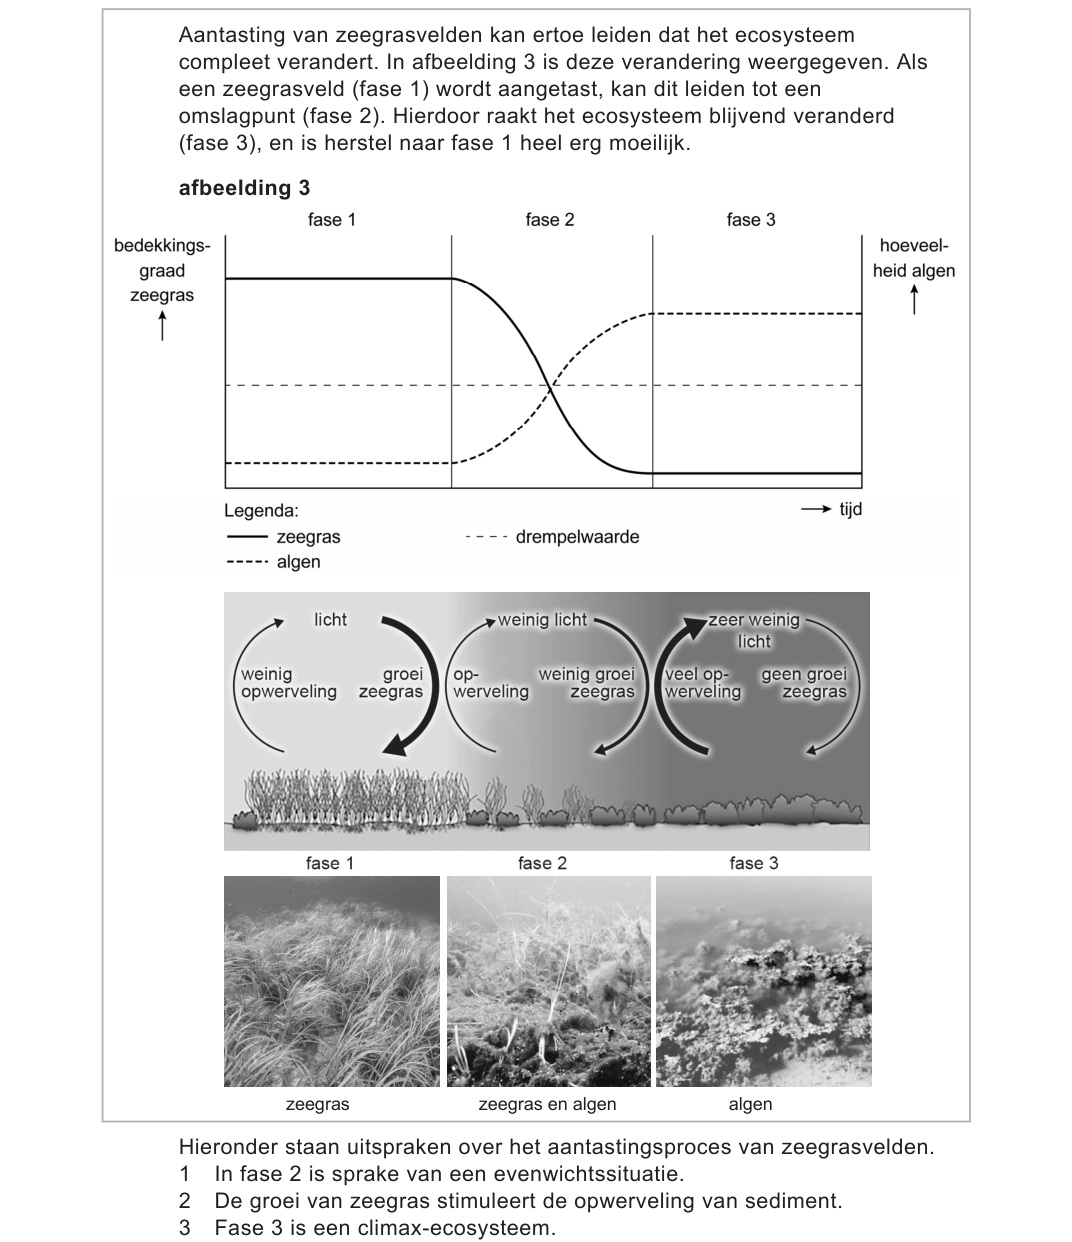 Aantasting van zeegrasvelden kan ertoe leiden dat het ecosysteem
compleet verandert. In afbeelding 3 is deze verandering weergegeven. Als
een zeegrasveld (fase 1) wordt aangetast, kan dit leiden tot een
omslagpunt (fase 2). Hierdoor raakt het ecosysteem blijvend veranderd
(fase 3), en is herstel naar fase 1 heel erg moeilijk.
afbeelding 3
fase 1 fase 2 fase 3
bedekkings-
graad
zeegras
hoeveel-
heid algen
tijd
Legenda:
zeegras
algen
drempelwaarde
licht
weinig
opwerveling
groei
zeegras
weinig licht
op-
werveling
weinig groei
zeegras
zeer weinig
licht
veel op-
werveling
geen groei
zeegras
fase 1 fase 2 fase 3
zeegras zeegras en algen algen
Hieronder staan uitspraken over het aantastingsproces van zeegrasvelden.
1 In fase 2 is sprake van een evenwichtssituatie.
2 De groei van zeegras stimuleert de opwerveling van sediment.
3 Fase 3 is een climax-ecosysteem.